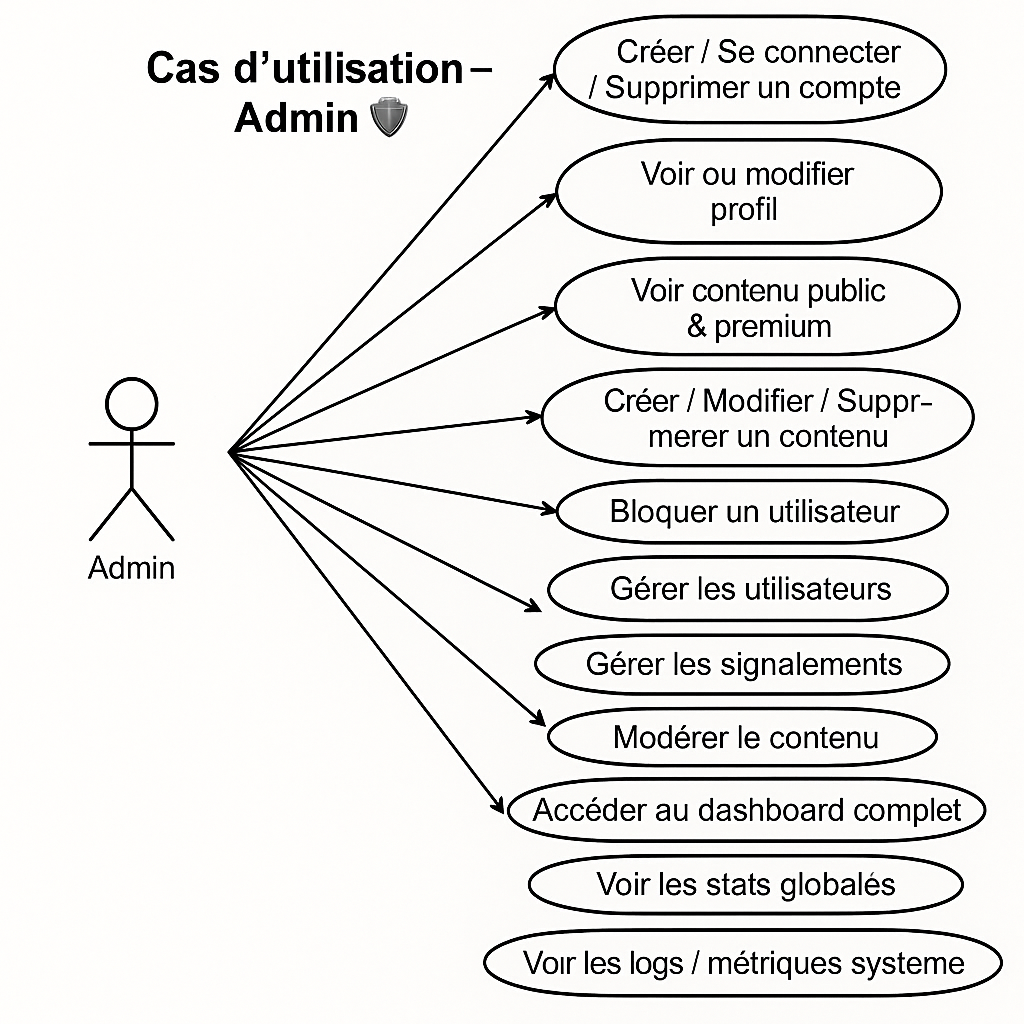 Cas d’utilisation –
Admin
Créer / Se connecter
/ Supprimer un compte
Voir ou modifier
profil
Voir contenu public
& premium
Créer / Modifier / Suppr–
merer un contenu
Bloquer un utilisateur
Gérer les utilisateurs
Gérer les signalements
Modérer le contenu
Accéder au dashboard complet
Voir les stats globalés
Voır les logs / métriques systeme
Admin